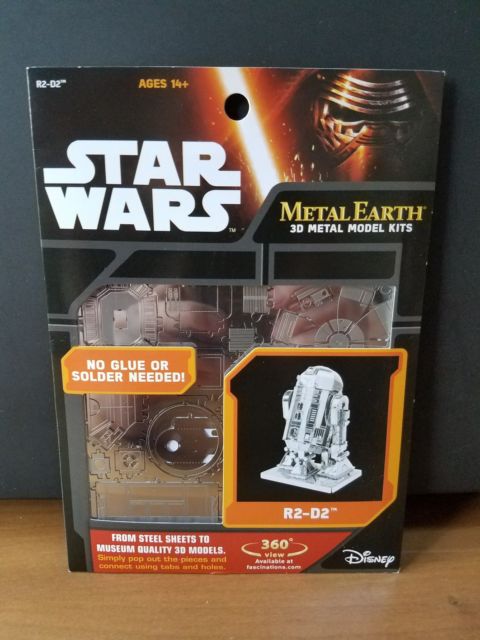 R2-D2™
AGES 14+
STAR
WARS™
METAL EARTH®
3D METAL MODEL KITS
NO GLUE OR
SOLDER NEEDED!
R2-D2™
FROM STEEL SHEETS TO
MUSEUM QUALITY 3D MODELS.
Simply pop out the pieces and
connect using tabs and holes.
360°
view
Available at
fascinations.com
Disney